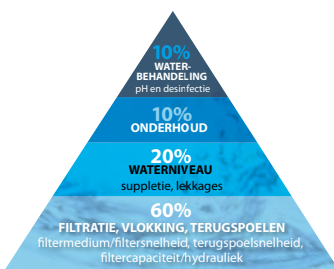 10%
WATER-
BEHANDELING
pH en desinfectie
10%
ONDERHOUD
20%
WATERNIVEAU
suppletie, lekkages
60%
FILTRATIE, VLOKKING, TERUGSPOELEN
filtermedium/filtersnelheid, terugspoelsnelheid,
filtercapaciteit/hydrauliek